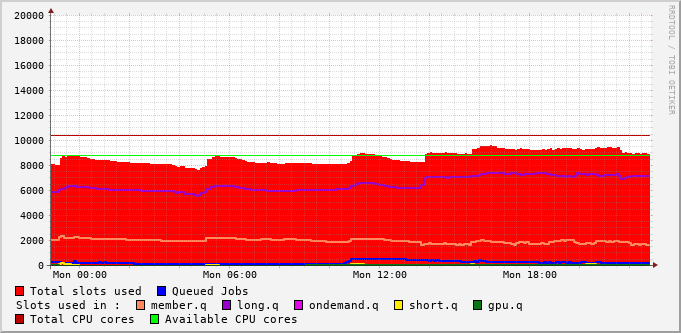 RRDTOOL / TOBI OETIKER
20000
18000
16000
14000
12000
10000
8000
6000
4000
2000
0
Mon 00:00 Mon 06:00 Mon 12:00 Mon 18:00
Total slots used Queued Jobs
Slots used in : member.q long.q ondemand.q short.q gpu.q
Total CPU cores Available CPU cores